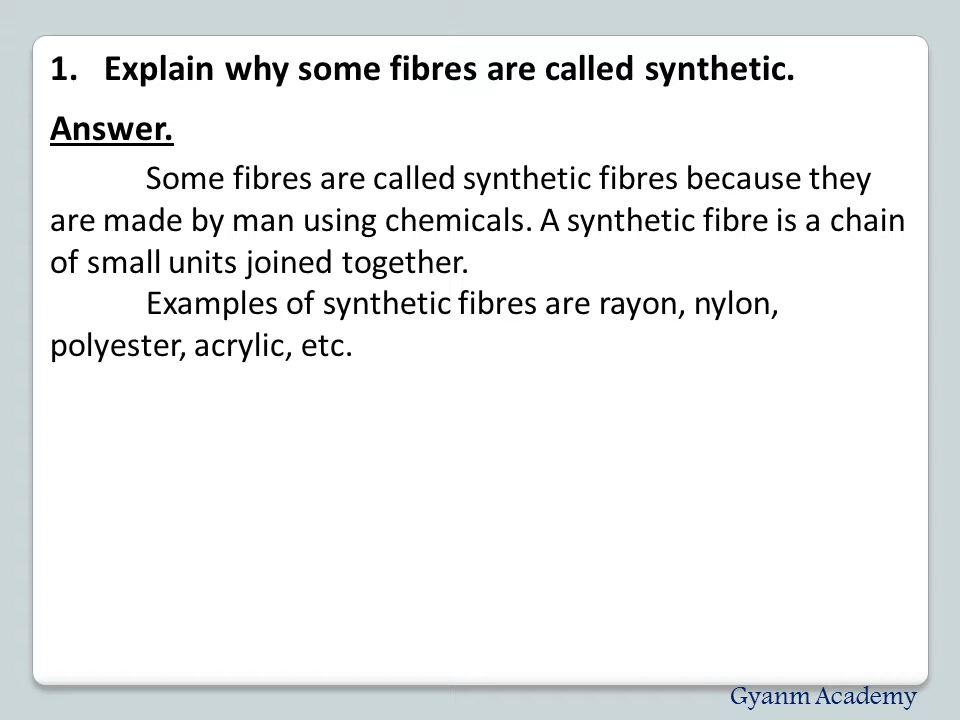 1. Explain why some fibres are called synthetic.
Answer.
Some fibres are called synthetic fibres because they
are made by man using chemicals. A synthetic fibre is a chain
of small units joined together.
Examples of synthetic fibres are rayon, nylon,
polyester, acrylic, etc.
Gyanm Academy